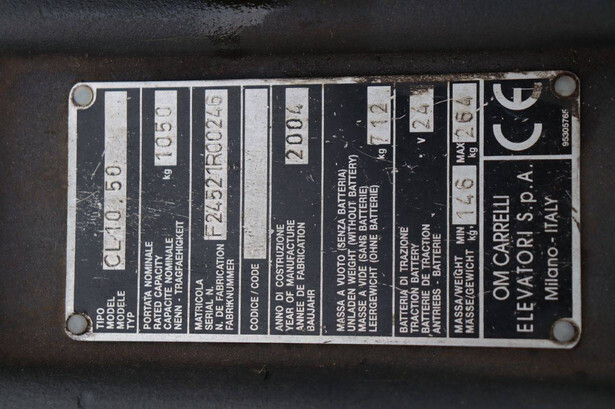 TIPO
MODEL
MODELE
TYP
CL 10.50
PORTATA NOMINALE
RATED CAPACITY
CAPACITE NOMINALE
NENN - TRAGFAEHIGKEIT
kg 1050
MATRICOLA
SERIAL N.
N. DE FABRICATION
FABRIKNUMMER
F24521R00246
CODICE / CODE
ANNO DI COSTRUZIONE
YEAR OF MANUFACTURE
ANNEE DE FABRICATION
BAUJAHR
2004
MASSA A VUOTO (SENZA BATTERIA)
UNLADEN WEIGHT (WITHOUT BATTERY)
MASSE A VIDE (SANS BATTERIE)
LEERGEWICHT (OHNE BATTERIE)
kg 712
BATTERIA DI TRAZIONE
TRACTION BATTERY
BATTERIE DE TRACTION
ANTRIEBS - BATTERIE
V 24
MASSA/WEIGHT
MASSE/GEWICHT
MIN kg. 146
MAX kg 264
OM CARRELLI
ELEVATORI S.p.A.
Milano - ITALY
CE